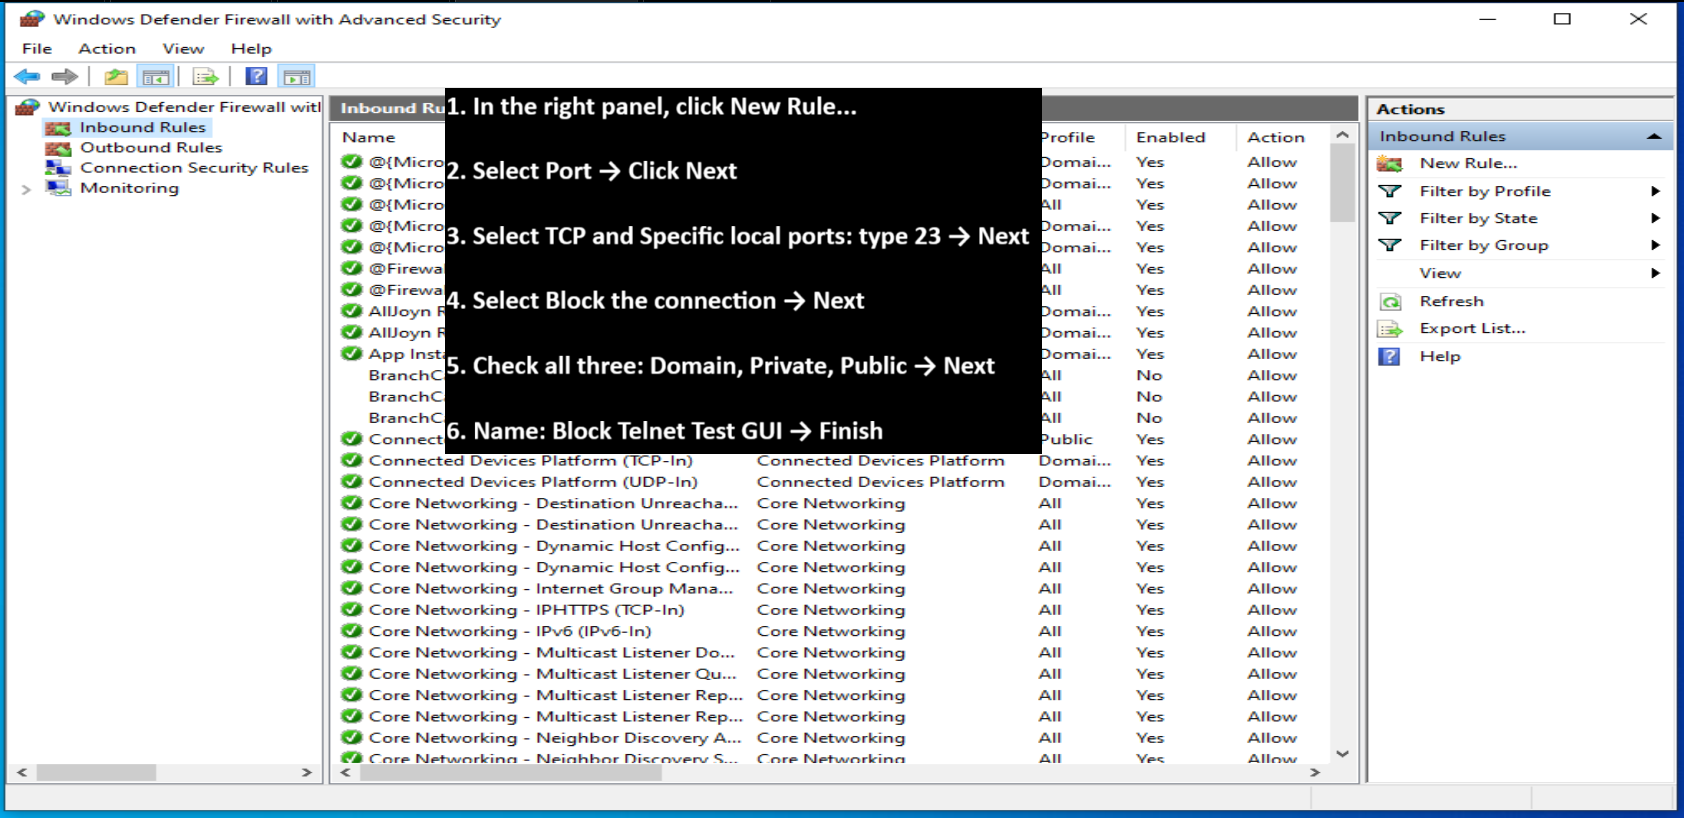 Windows Defender Firewall with Advanced Security
File Action View Help
Windows Defender Firewall witl
Inbound Rules
Outbound Rules
Connection Security Rules
Monitoring
Inbound Ru
Name Profile Enabled Action
@{Micro Domai... Yes Allow
@{Micro Domai... Yes Allow
@{Micro All Yes Allow
@{Micro Domai... Yes Allow
@{Micro Domai... Yes Allow
@Firewa All Yes Allow
@Firewa All Yes Allow
AllJoyn R Domai... Yes Allow
AllJoyn R Domai... Yes Allow
App Insta Domai... Yes Allow
BranchC All No Allow
BranchC All No Allow
BranchC All No Allow
Connect Public Yes Allow
Connected Devices Platform (TCP-In) Connected Devices Platform Domai... Yes Allow
Connected Devices Platform (UDP-In) Connected Devices Platform Domai... Yes Allow
Core Networking - Destination Unreacha... Core Networking All Yes Allow
Core Networking - Destination Unreacha... Core Networking All Yes Allow
Core Networking - Dynamic Host Config... Core Networking All Yes Allow
Core Networking - Dynamic Host Config... Core Networking All Yes Allow
Core Networking - Internet Group Mana... Core Networking All Yes Allow
Core Networking - IPHTTPS (TCP-In) Core Networking All Yes Allow
Core Networking - IPv6 (IPv6-In) Core Networking All Yes Allow
Core Networking - Multicast Listener Do... Core Networking All Yes Allow
Core Networking - Multicast Listener Qu... Core Networking All Yes Allow
Core Networking - Multicast Listener Rep... Core Networking All Yes Allow
Core Networking - Multicast Listener Rep... Core Networking All Yes Allow
Core Networking - Neighbor Discovery A... Core Networking All Yes Allow
Core Networking - Neighbor Discovery S... Core Networking All Yes Allow
1. In the right panel, click New Rule...
2. Select Port → Click Next
3. Select TCP and Specific local ports: type 23 → Next
4. Select Block the connection → Next
5. Check all three: Domain, Private, Public → Next
6. Name: Block Telnet Test GUI → Finish
Actions
Inbound Rules
New Rule...
Filter by Profile
Filter by State
Filter by Group
View
Refresh
Export List...
Help